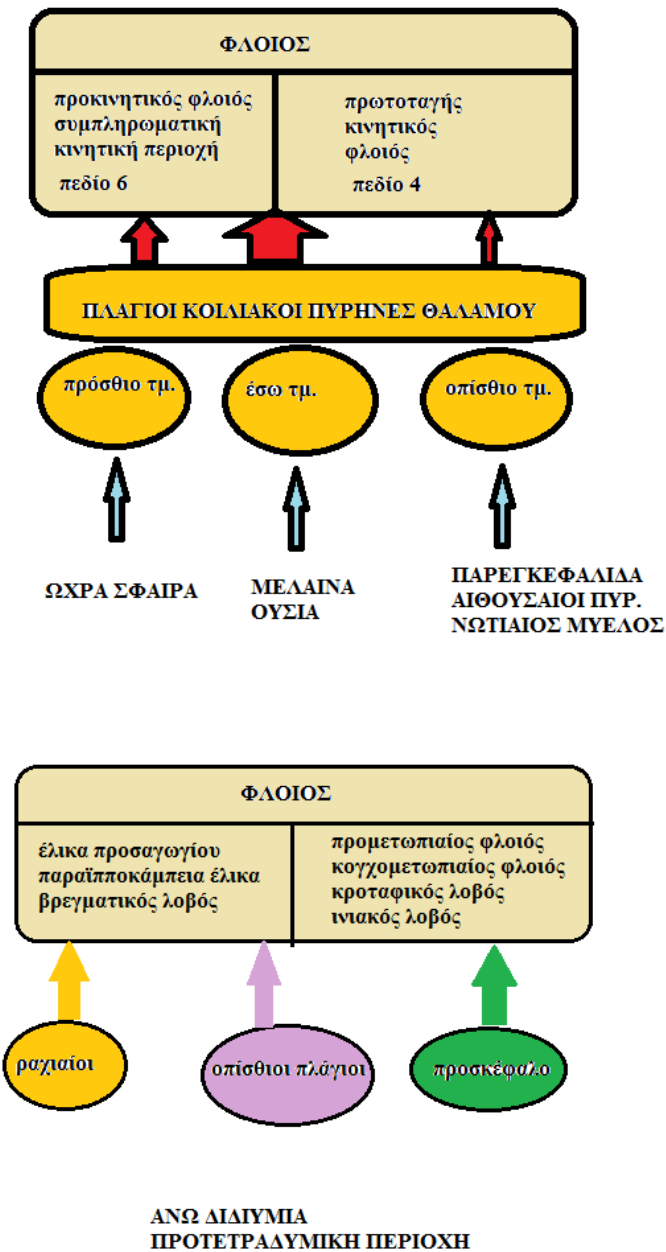 ΦΛΟΙΟΣ
προκινητικός φλοιός
συμπληρωματική
κινητική περιοχή
πεδίο 6
πρωτοταγής
κινητικός
φλοιός
πεδίο 4
ΠΛΑΓΙΟΙ ΚΟΙΛΙΑΚΟΙ ΠΥΡΗΝΕΣ ΘΑΛΑΜΟΥ
πρόσθιο τμ.
έσω τμ.
οπίσθιο τμ.
ΩΧΡΑ ΣΦΑΙΡΑ
ΜΕΛΑΙΝΑ
ΟΥΣΙΑ
ΠΑΡΕΓΚΕΦΑΛΙΔΑ
ΑΙΘΟΥΣΑΙΟΙ ΠΥΡ.
ΝΩΤΙΑΙΟΣ ΜΥΕΛΟΣ
ΦΛΟΙΟΣ
έλικα προσαγωγίου
παραϊπποκάμπεια έλικα
βρεγματικός λοβός
προμετωπιαίος φλοιός
κογχομετωπιαίος φλοιός
κροταφικός λοβός
ινιακός λοβός
ραχιαίοι
οπίσθιοι πλάγιοι
προσκέφαλο
ΑΝΩ ΔΙΔΙΥΜΙΑ
ΠΡΟΤΕΤΡΑΔΥΜΙΚΗ ΠΕΡΙΟΧΗ